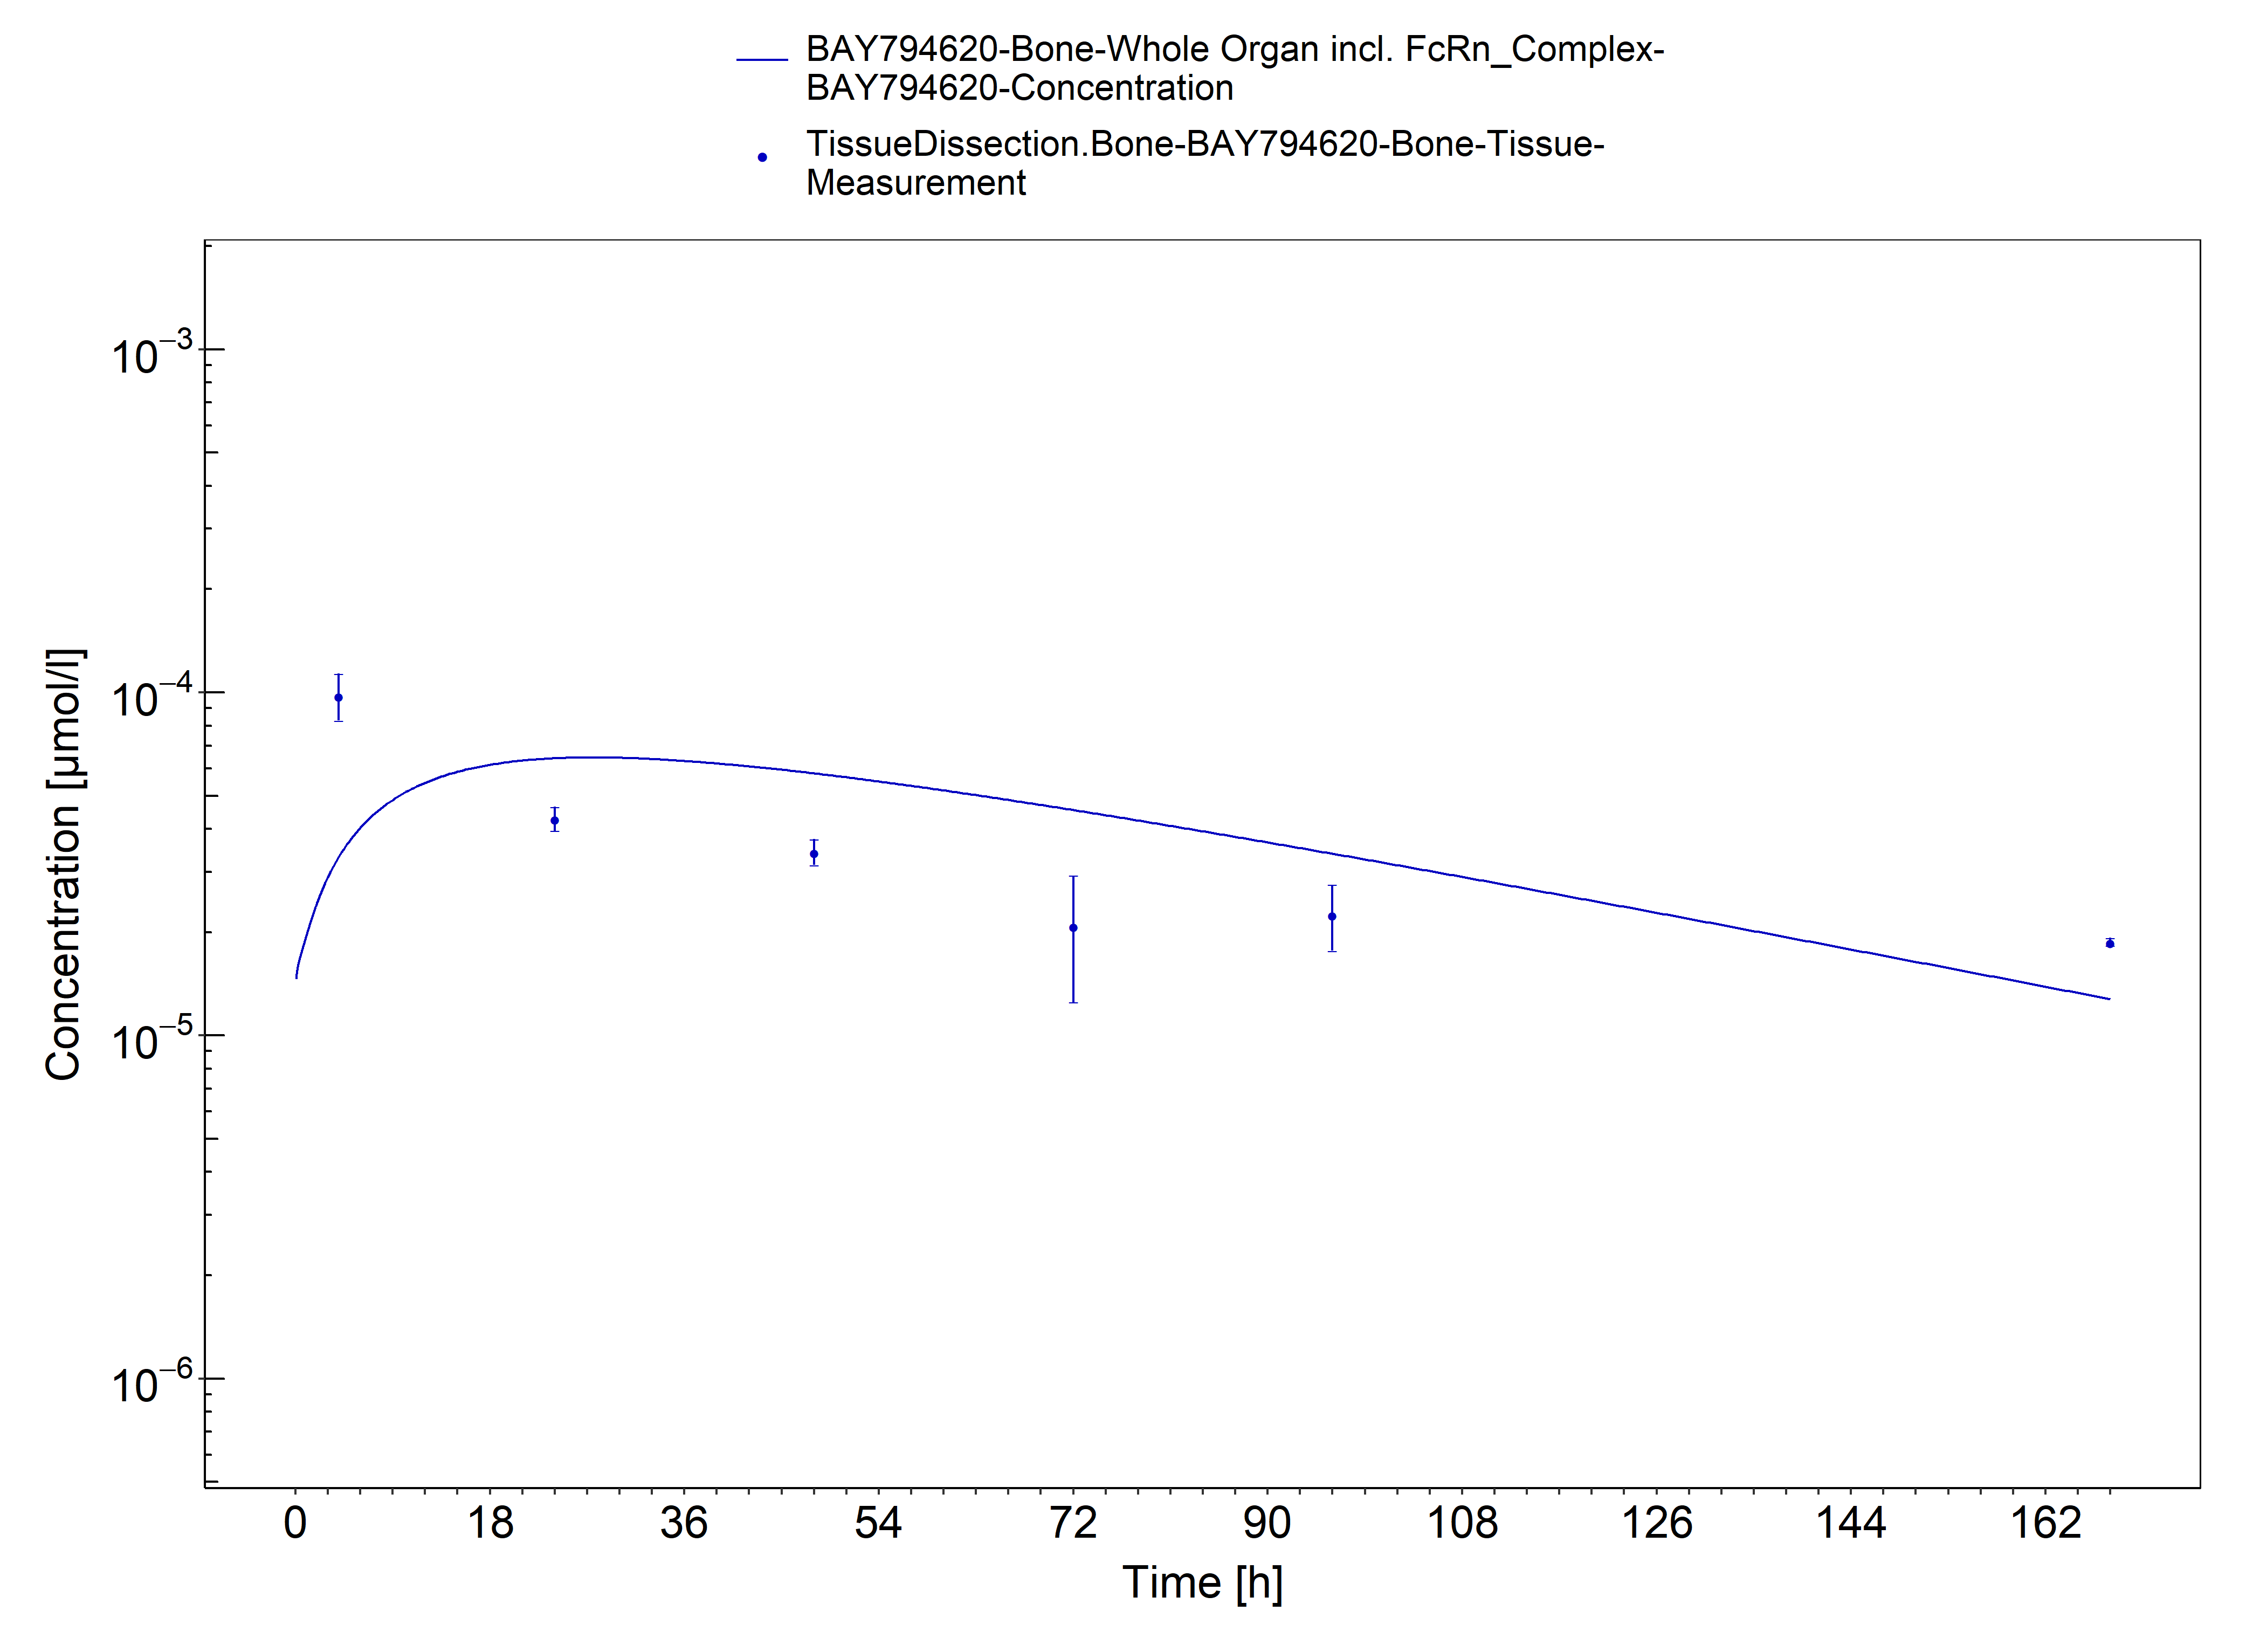 BAY794620-Bone-Whole Organ incl. FcRn_Complex-
BAY794620-Concentration
TissueDissection.Bone-BAY794620-Bone-Tissue-
Measurement
Concentration [µmol/l]
10⁻³
10⁻⁴
10⁻⁵
10⁻⁶
0 18 36 54 72 90 108 126 144 162
Time [h]